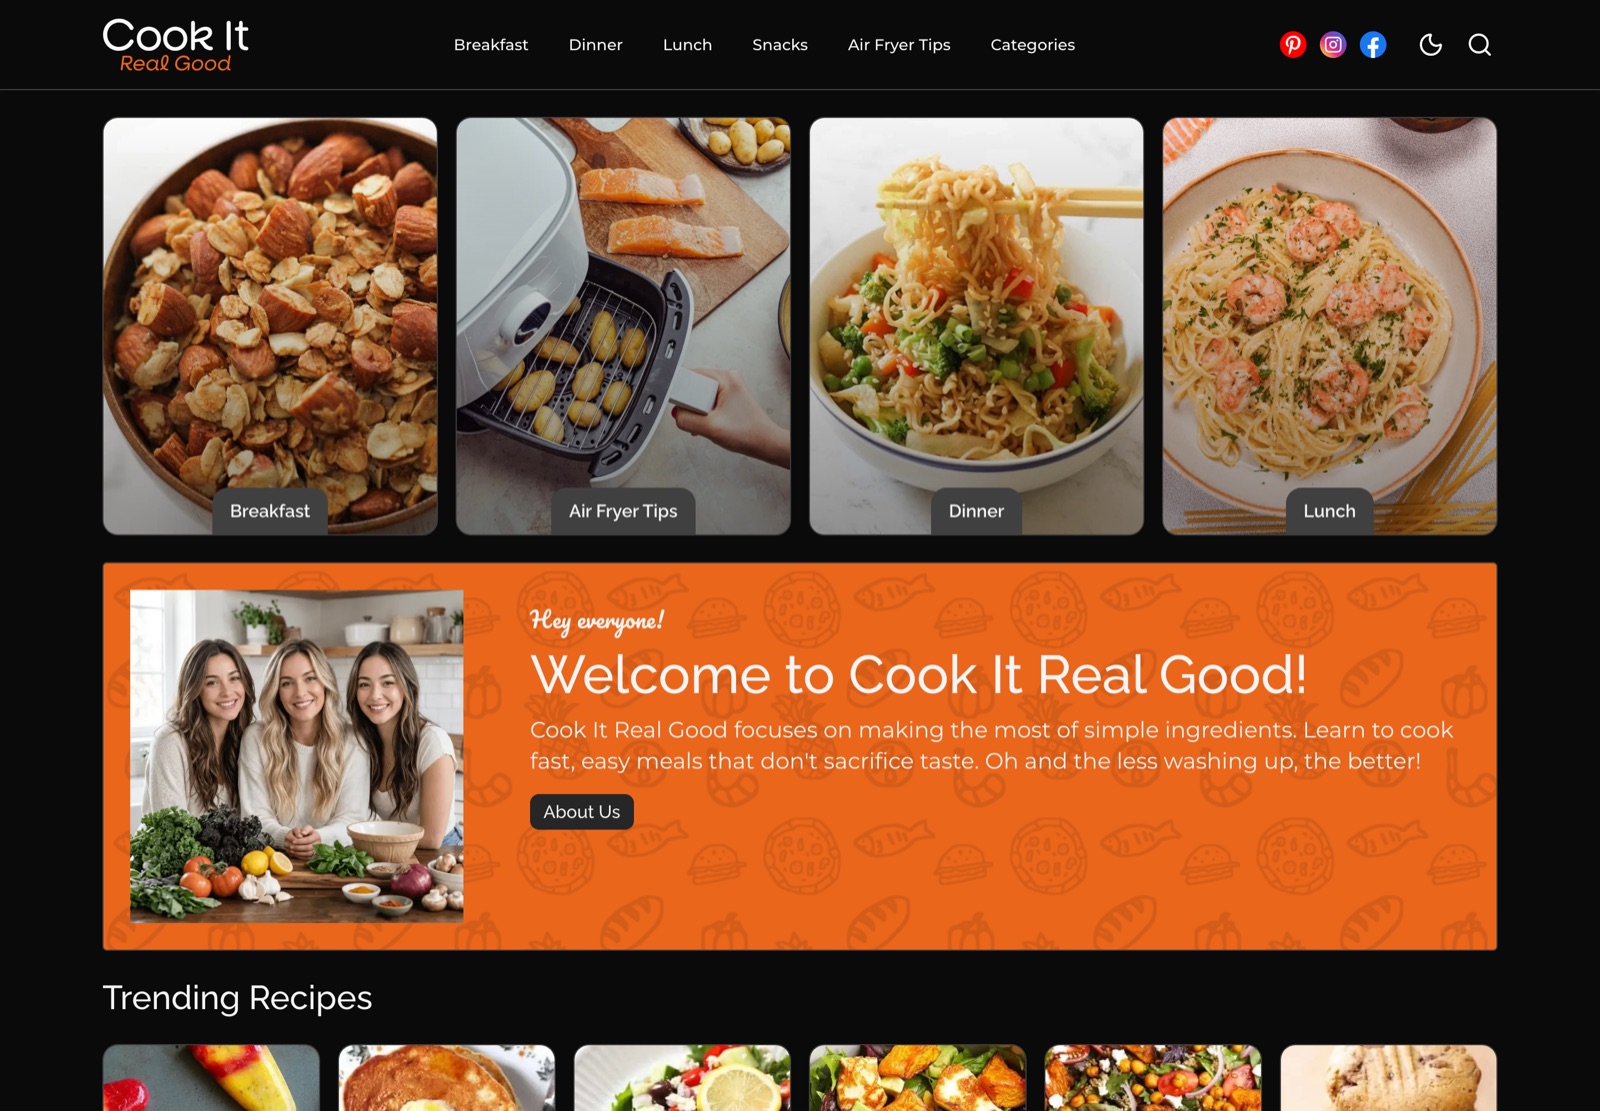 Cook It
Real Good
Breakfast
Dinner
Lunch
Snacks
Air Fryer Tips
Categories
Breakfast
Air Fryer Tips
Dinner
Lunch
Hey everyone!
Welcome to Cook It Real Good!
Cook It Real Good focuses on making the most of simple ingredients. Learn to cook
fast, easy meals that don't sacrifice taste. Oh and the less washing up, the better!
About Us
Trending Recipes